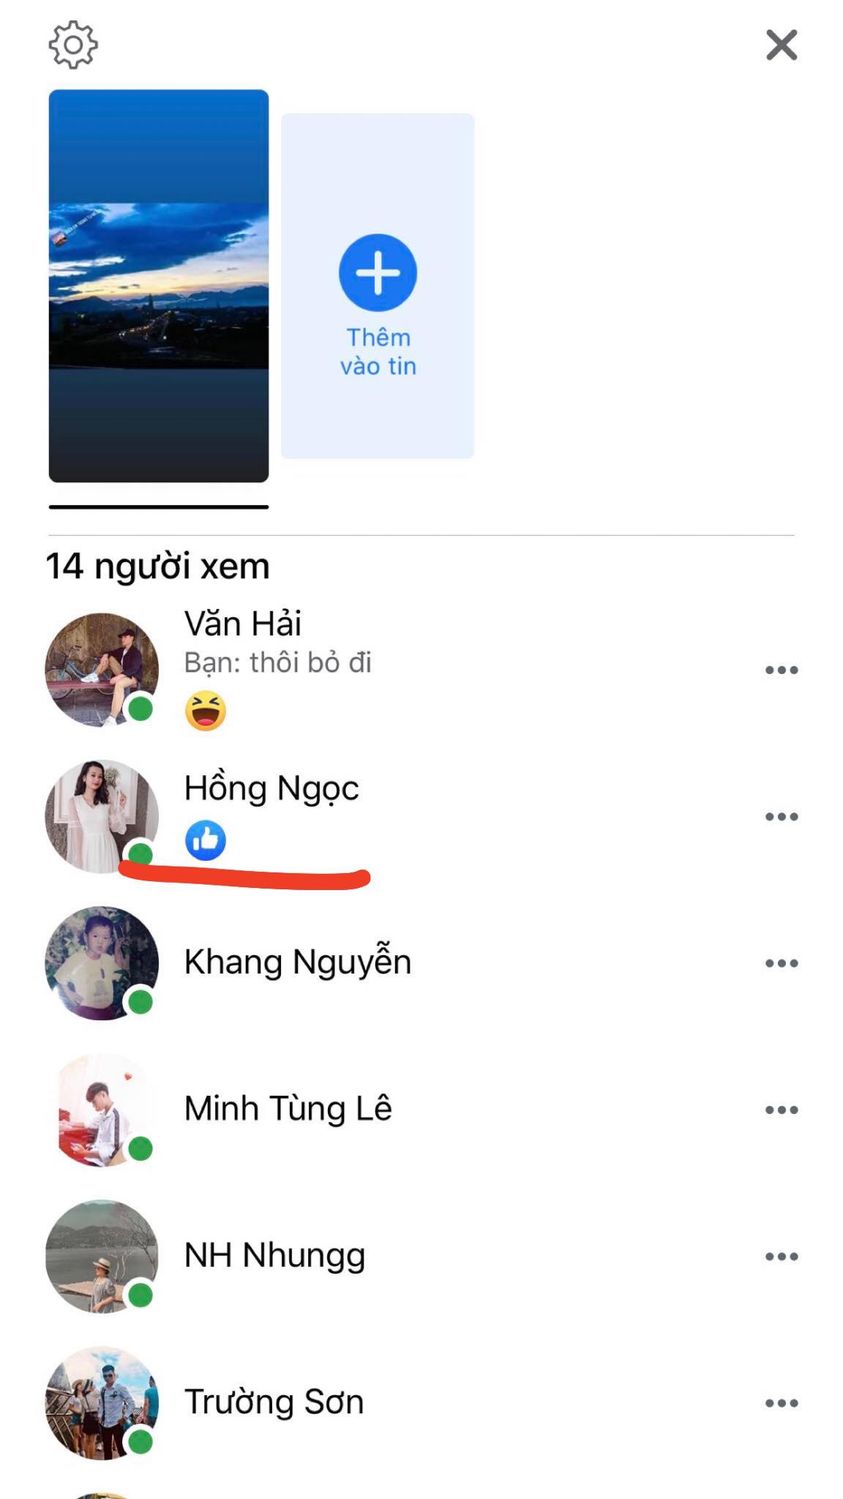 Thêm
vào tin
14 người xem
Văn Hải
Bạn: thôi bỏ đi
Hồng Ngọc
Khang Nguyễn
Minh Tùng Lê
NH Nhungg
Trường Sơn